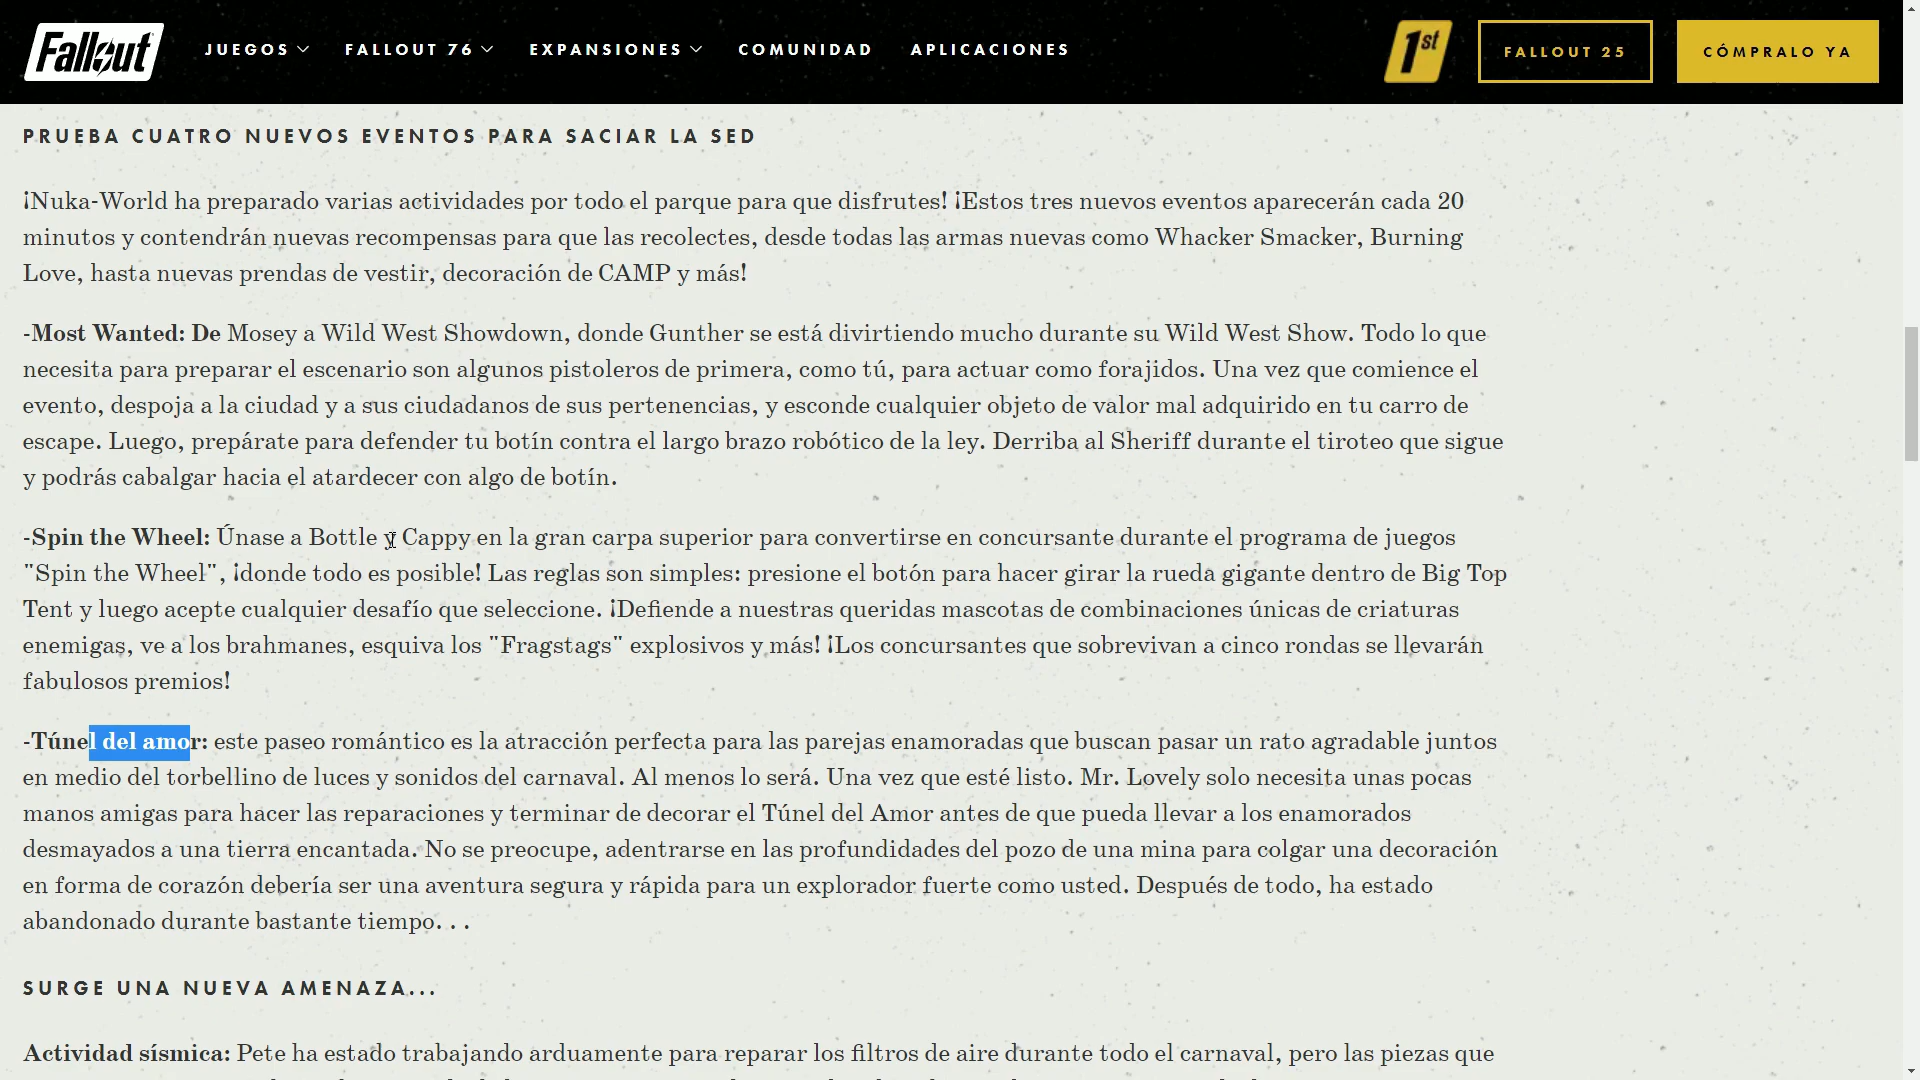 Fallout JUEGOS FALLOUT 76 EXPANSIONES COMUNIDAD APLICACIONES 1st FALLOUT 25 CÓMPRALO YA
PRUEBA CUATRO NUEVOS EVENTOS PARA SACIAR LA SED
¡Nuka-World ha preparado varias actividades por todo el parque para que disfrutes! ¡Estos tres nuevos eventos aparecerán cada 20
minutos y contendrán nuevas recompensas para que las recolectes, desde todas las armas nuevas como Whacker Smacker, Burning
Love, hasta nuevas prendas de vestir, decoración de CAMP y más!
-Most Wanted: De Mosey a Wild West Showdown, donde Gunther se está divirtiendo mucho durante su Wild West Show. Todo lo que
necesita para preparar el escenario son algunos pistoleros de primera, como tú, para actuar como forajidos. Una vez que comience el
evento, despoja a la ciudad y a sus ciudadanos de sus pertenencias, y esconde cualquier objeto de valor mal adquirido en tu carro de
escape. Luego, prepárate para defender tu botín contra el largo brazo robótico de la ley. Derriba al Sheriff durante el tiroteo que sigue
y podrás cabalgar hacia el atardecer con algo de botín.
-Spin the Wheel: Únase a Bottle y Cappy en la gran carpa superior para convertirse en concursante durante el programa de juegos
"Spin the Wheel", ¡donde todo es posible! Las reglas son simples: presione el botón para hacer girar la rueda gigante dentro de Big Top
Tent y luego acepte cualquier desafío que seleccione. ¡Defiende a nuestras queridas mascotas de combinaciones únicas de criaturas
enemigas, ve a los brahmanes, esquiva los "Fragstags" explosivos y más! ¡Los concursantes que sobrevivan a cinco rondas se llevarán
fabulosos premios!
-Túnel del amor: este paseo romántico es la atracción perfecta para las parejas enamoradas que buscan pasar un rato agradable juntos
en medio del torbellino de luces y sonidos del carnaval. Al menos lo será. Una vez que esté listo. Mr. Lovely solo necesita unas pocas
manos amigas para hacer las reparaciones y terminar de decorar el Túnel del Amor antes de que pueda llevar a los enamorados
desmayados a una tierra encantada. No se preocupe, adentrarse en las profundidades del pozo de una mina para colgar una decoración
en forma de corazón debería ser una aventura segura y rápida para un explorador fuerte como usted. Después de todo, ha estado
abandonado durante bastante tiempo. . .
SURGE UNA NUEVA AMENAZA...
Actividad sísmica: Pete ha estado trabajando arduamente para reparar los filtros de aire durante todo el carnaval, pero las piezas que